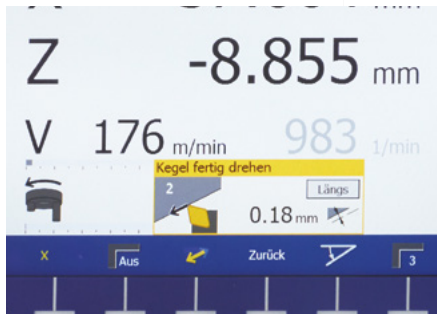 Z -8.855 mm
V 176 m/min 983 1/min
Kegel fertig drehen
2
Längs
0.18 mm
x Aus Zurück 3